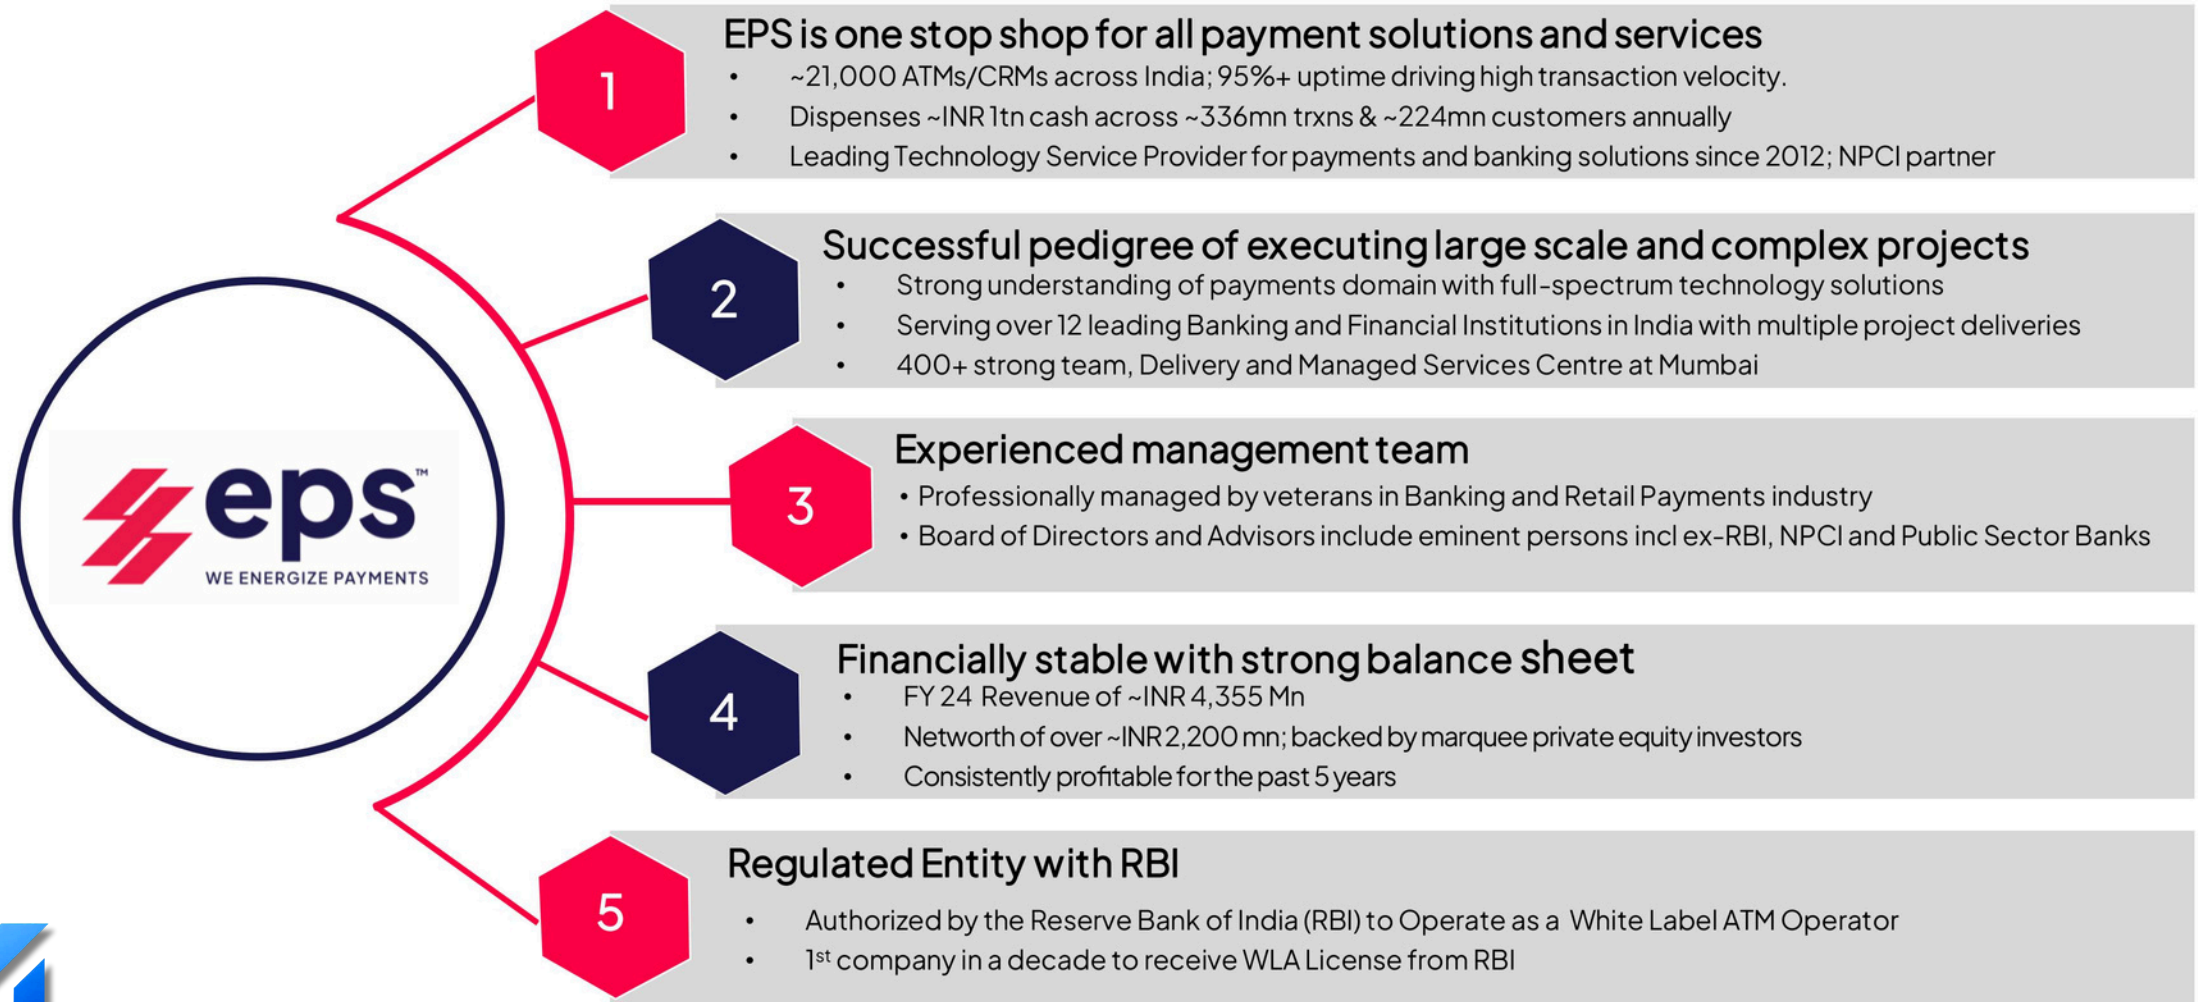 1
EPS is one stop shop for all payment solutions and services
• ~21,000 ATMs/CRMs across India; 95%+ uptime driving high transaction velocity.
• Dispenses ~INR 1tn cash across ~336mn trxns & ~224mn customers annually
• Leading Technology Service Provider for payments and banking solutions since 2012; NPCI partner
2
Successful pedigree of executing large scale and complex projects
• Strong understanding of payments domain with full-spectrum technology solutions
• Serving over 12 leading Banking and Financial Institutions in India with multiple project deliveries
• 400+ strong team, Delivery and Managed Services Centre at Mumbai
eps™
WE ENERGIZE PAYMENTS
3
Experienced management team
• Professionally managed by veterans in Banking and Retail Payments industry
• Board of Directors and Advisors include eminent persons incl ex-RBI, NPCI and Public Sector Banks
4
Financially stable with strong balance sheet
• FY 24 Revenue of ~INR 4,355 Mn
• Networth of over ~INR 2,200 mn; backed by marquee private equity investors
• Consistently profitable for the past 5 years
5
Regulated Entity with RBI
• Authorized by the Reserve Bank of India (RBI) to Operate as a White Label ATM Operator
• 1st company in a decade to receive WLA License from RBI